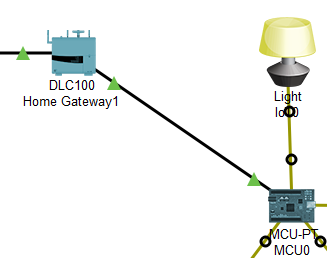 DLC100
Home Gateway1
Light
MCU-PT
MCU0